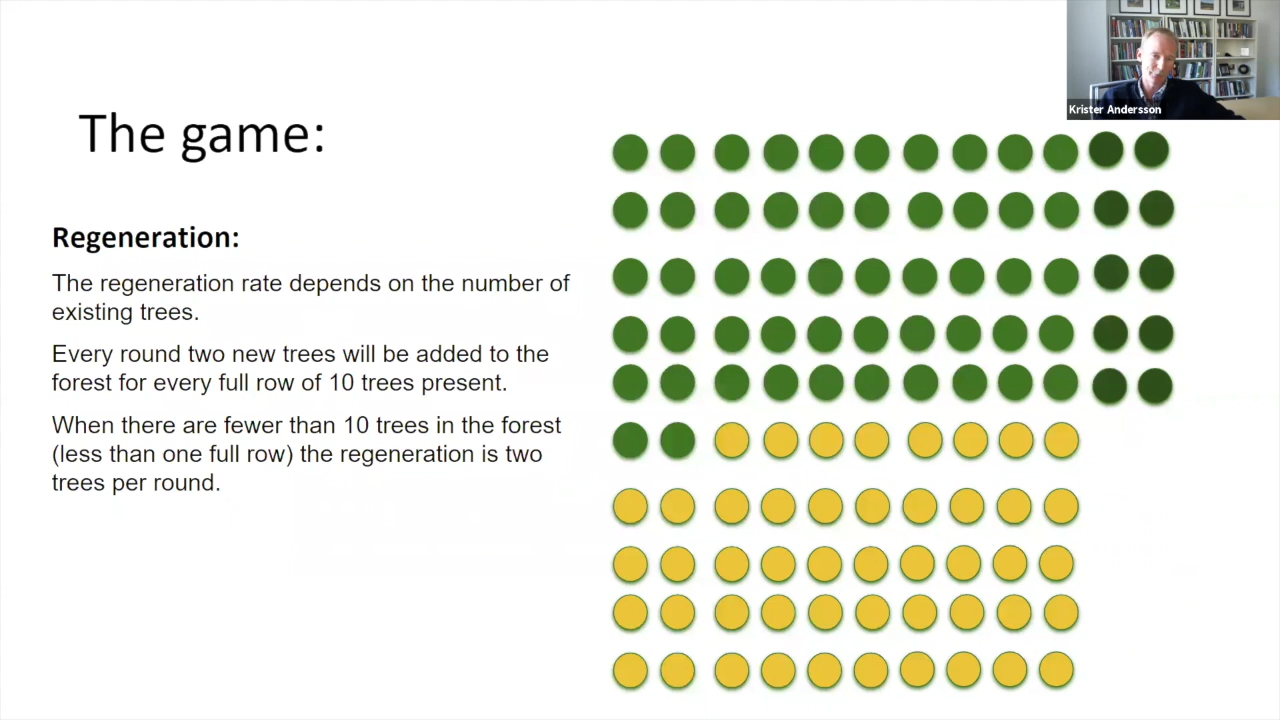 Krister Andersson
The game:
Regeneration:
The regeneration rate depends on the number of
existing trees.
Every round two new trees will be added to the
forest for every full row of 10 trees present.
When there are fewer than 10 trees in the forest
(less than one full row) the regeneration is two
trees per round.